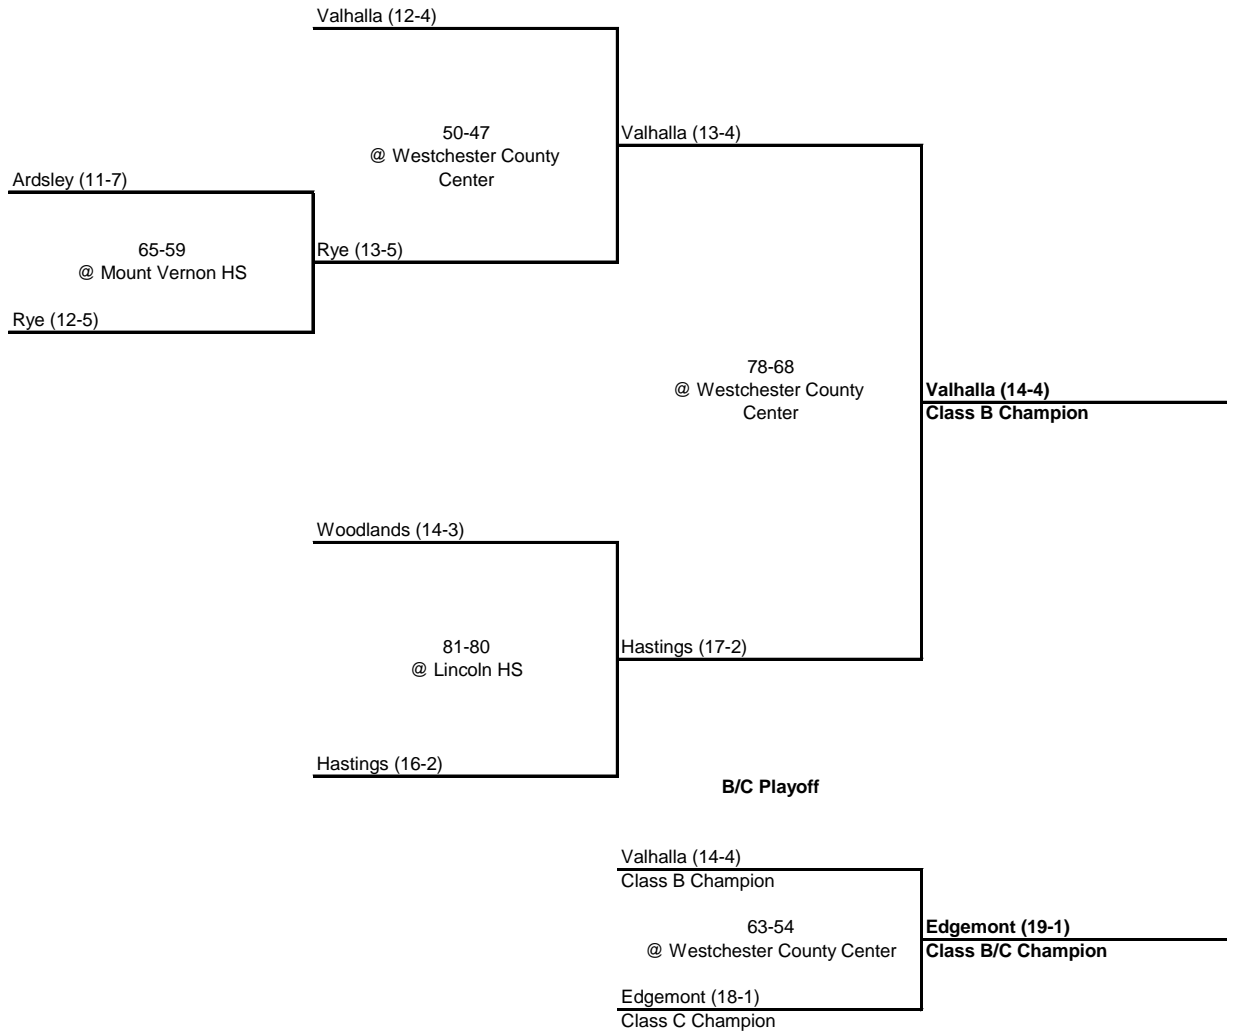 Valhalla (12-4)
50-47
@ Westchester County
Center
Valhalla (13-4)
Ardsley (11-7)
65-59
@ Mount Vernon HS
Rye (13-5)
Rye (12-5)
78-68
@ Westchester County
Center
Valhalla (14-4)
Class B Champion
Woodlands (14-3)
81-80
@ Lincoln HS
Hastings (17-2)
Hastings (16-2)
B/C Playoff
Valhalla (14-4)
Class B Champion
63-54
@ Westchester County Center
Edgemont (19-1)
Class B/C Champion
Edgemont (18-1)
Class C Champion